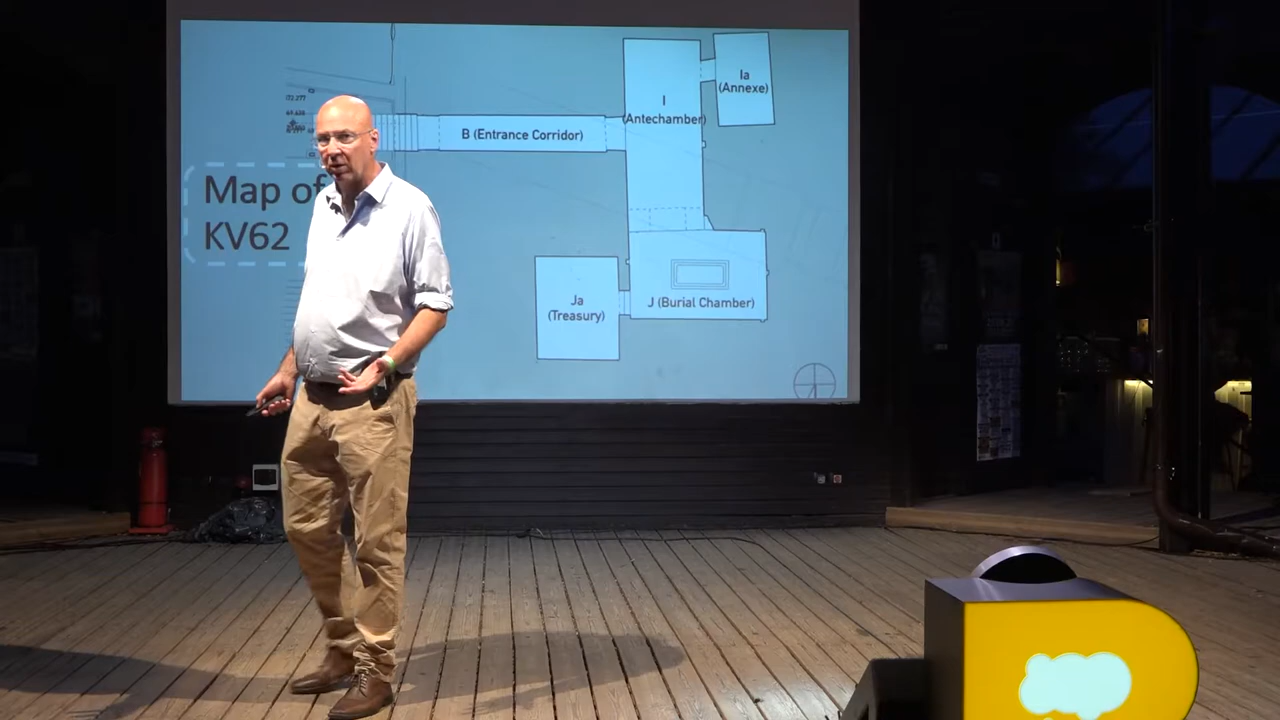 Map of
KV62
B (Entrance Corridor)
I
(Antechamber)
Ia
(Annexe)
Ja
(Treasury)
J (Burial Chamber)